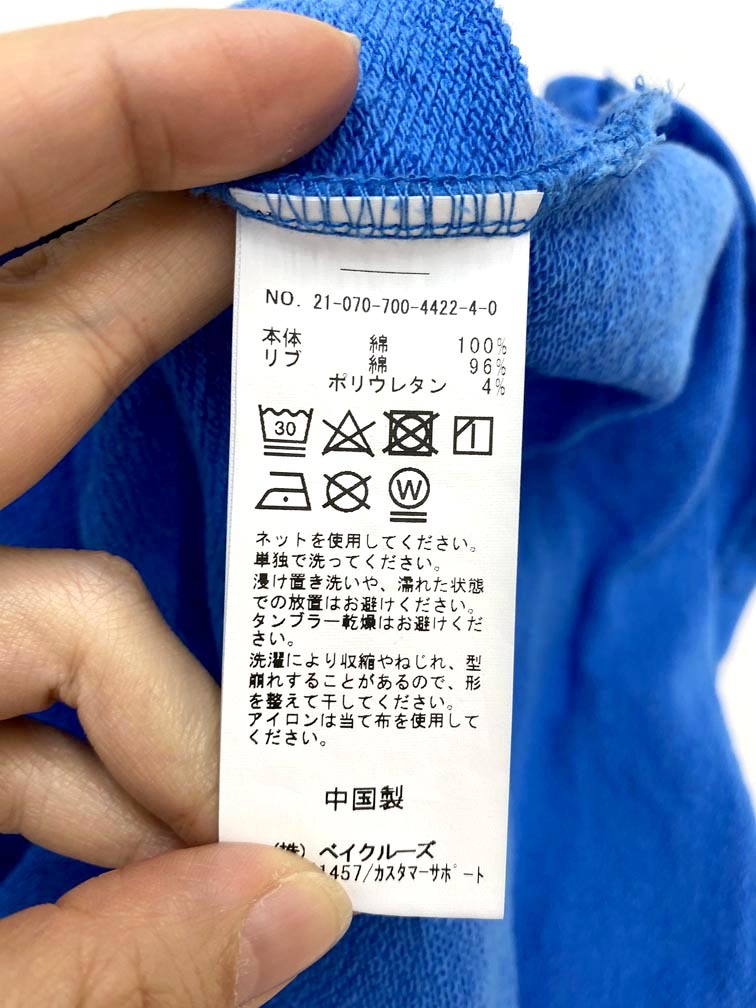 NO. 21-070-700-4422-4-0
本体 綿 100%
リブ 綿 96%
ポリウレタン 4%
30
W
ネットを使用してください。
単独で洗ってください。
浸け置き洗いや、濡れた状態
での放置はお避けください。
タンブラー乾燥はお避けくだ
さい。
洗濯により収縮やねじれ、型
崩れすることがあるので、形
を整えて干してください。
アイロンは当て布を使用して
ください。
中国製
(株) ベイクルーズ
1457/カスタマーサポート